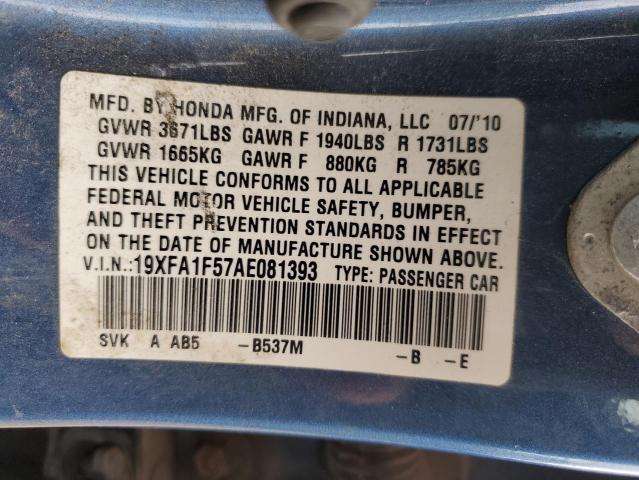 MFD. BY HONDA MFG. OF INDIANA, LLC 07/'10
GVWR 3671LBS GAWR F 1940LBS R 1731LBS
GVWR 1665KG GAWR F 880KG R 785KG
THIS VEHICLE CONFORMS TO ALL APPLICABLE
FEDERAL MOTOR VEHICLE SAFETY, BUMPER,
AND THEFT PREVENTION STANDARDS IN EFFECT
ON THE DATE OF MANUFACTURE SHOWN ABOVE.
V.I.N.:19XFA1F57AE081393 TYPE: PASSENGER CAR
SVK A AB5 -B537M -B -E